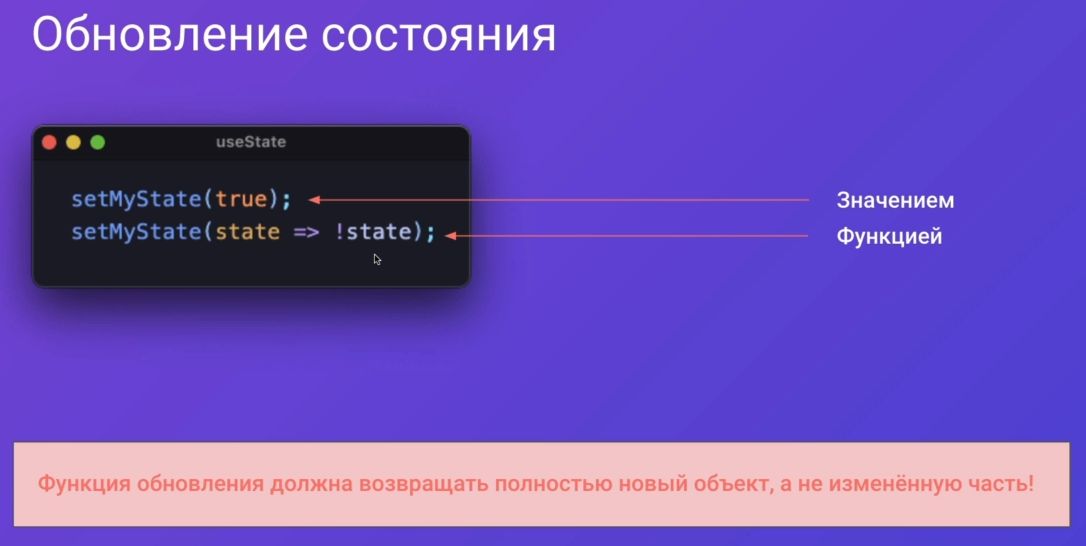 Обновление состояния
useState
setMyState(true);
Значением
setMyState(state => !state);
Функцией
Функция обновления должна возвращать полностью новый объект, а не изменённую часть!